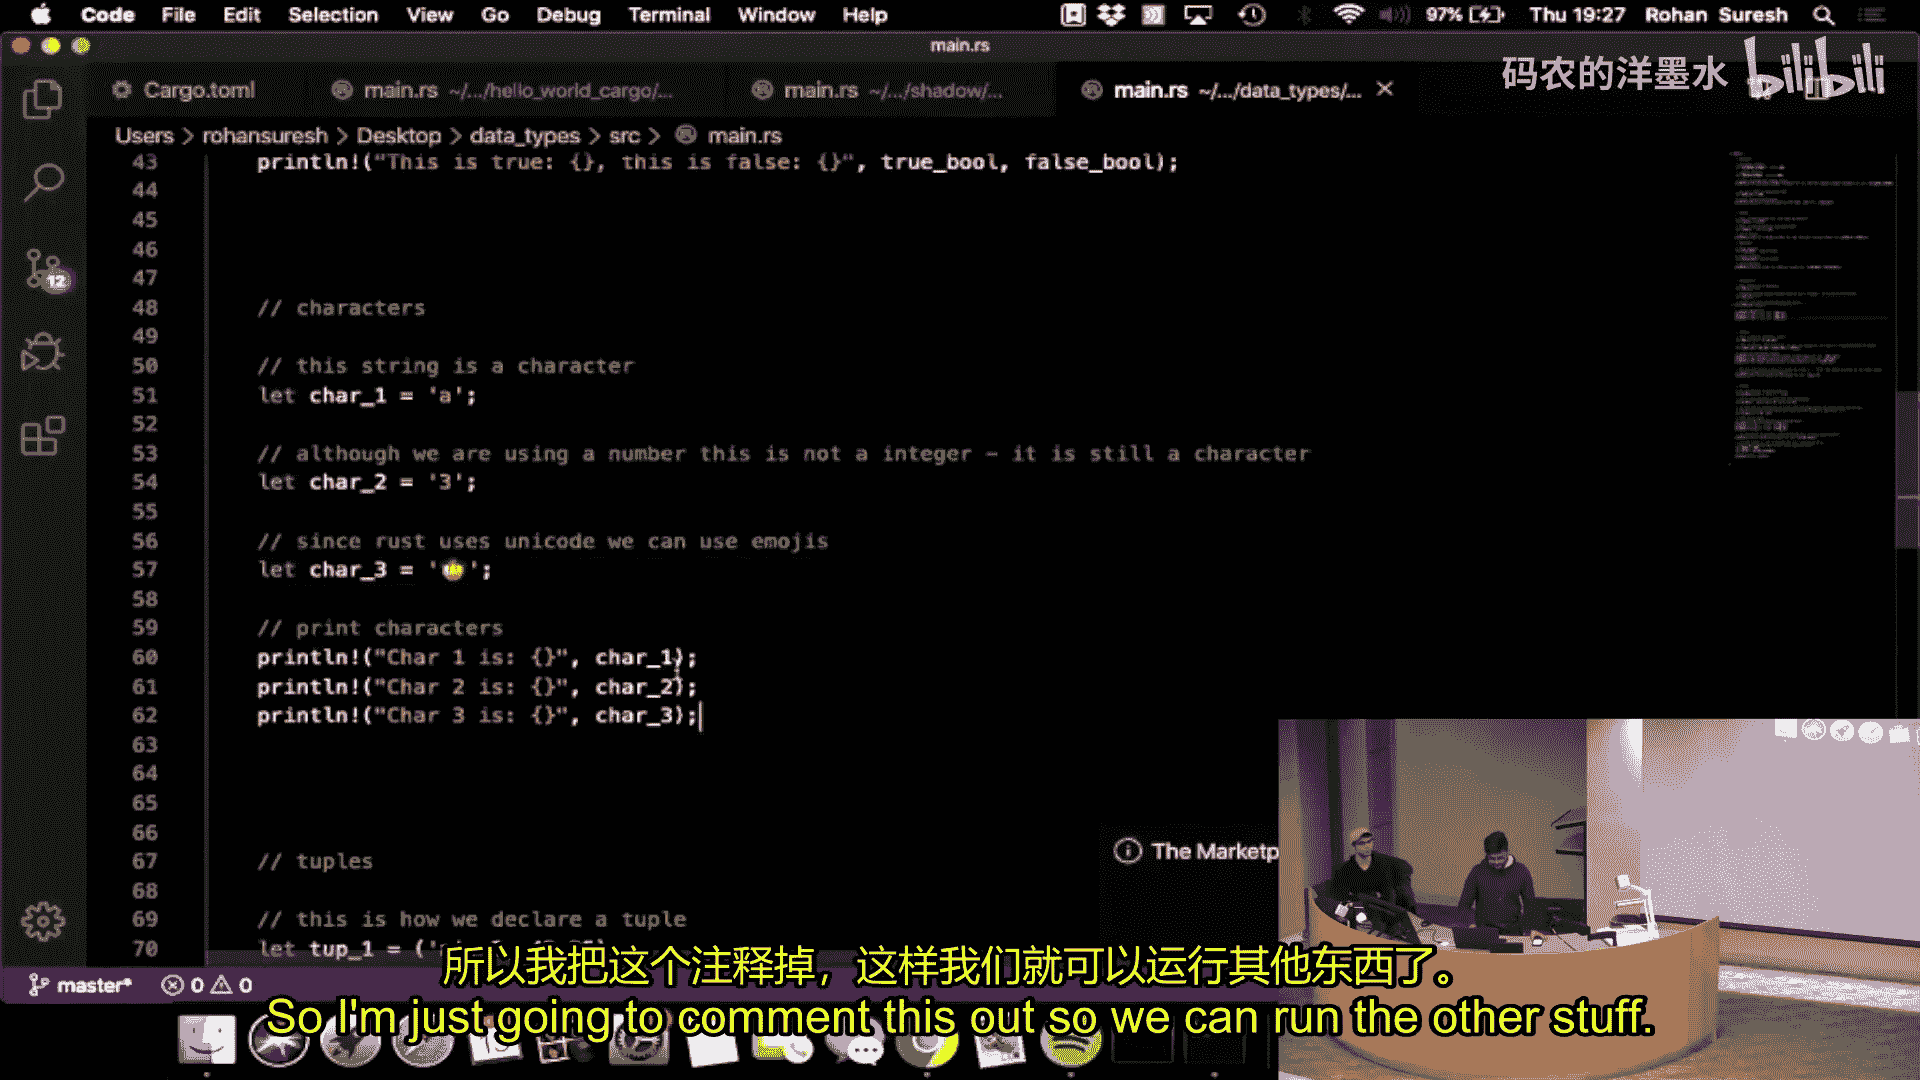 Code File Edit Selection View Go Debug Terminal Window Help 97% Thu 19:27 Rohan Suresh
main.rs
码农的洋墨水 bilibili
Cargo.toml main.rs ~/.../hello_world_cargo/... main.rs ~/.../shadow/... main.rs ~/.../data_types/...
Users > rohansuresh > Desktop > data_types > src > main.rs
43 println!("This is true: {}, this is false: {}", true_bool, false_bool);
44
45
46
47
48 // characters
49
50 // this string is a character
51 let char_1 = 'a';
52
53 // although we are using a number this is not a integer – it is still a character
54 let char_2 = '3';
55
56 // since rust uses unicode we can use emojis
57 let char_3 = ' ';
58
59 // print characters
60 println!("Char 1 is: {}", char_1);
61 println!("Char 2 is: {}", char_2);
62 println!("Char 3 is: {}", char_3);
63
64
65
66
67 // tuples
68
69 // this is how we declare a tuple
70 let tup_1 = (
12
The Marketp
master* 0 0
所以我把这个注释掉，这样我们就可以运行其他东西了。
So I'm just going to comment this out so we can run the other stuff.